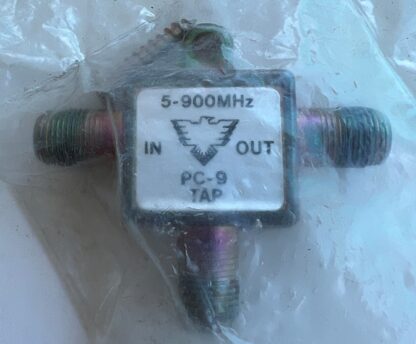 5-900MHz
IN OUT
PC-9
TAP